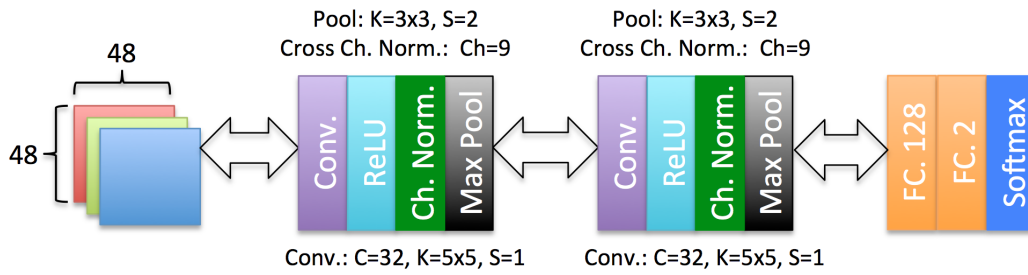 Pool: K=3x3, S=2
Cross Ch. Norm.: Ch=9
Pool: K=3x3, S=2
Cross Ch. Norm.: Ch=9
48
48
Conv.
ReLU
Ch. Norm.
Max Pool
Conv.
ReLU
Ch. Norm.
Max Pool
FC. 128
FC. 2
Softmax
Conv.: C=32, K=5x5, S=1
Conv.: C=32, K=5x5, S=1